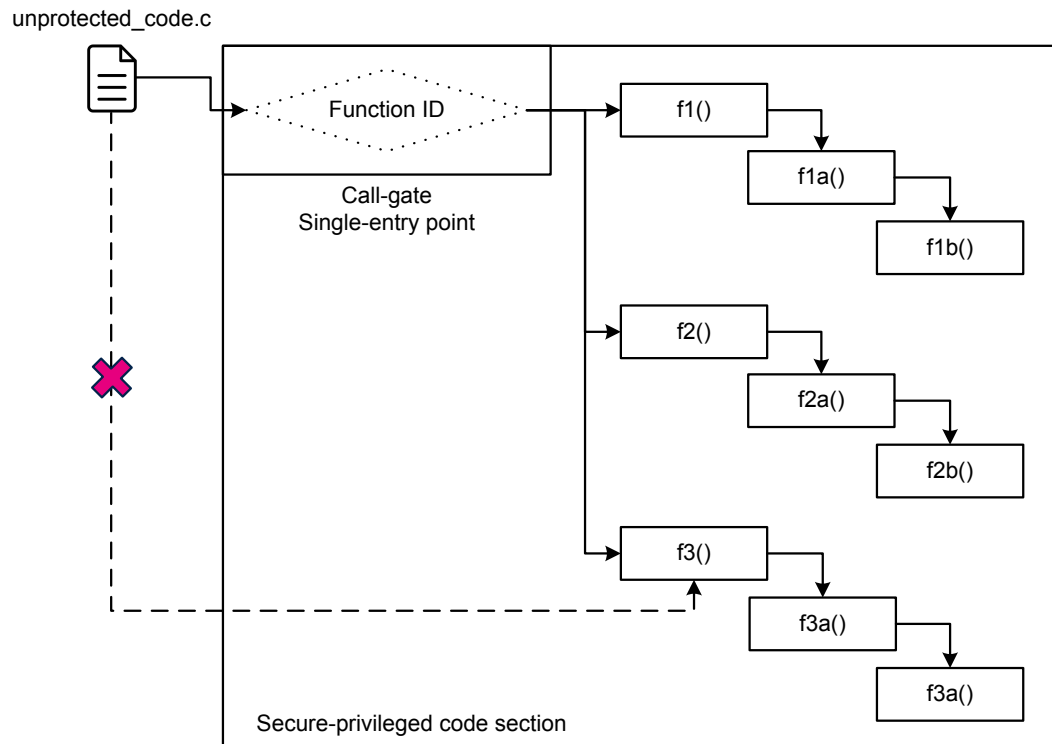 unprotected_code.c
Function ID
Call-gate
Single-entry point
f1()
f1a()
f1b()
f2()
f2a()
f2b()
f3()
f3a()
f3a()
Secure-privileged code section